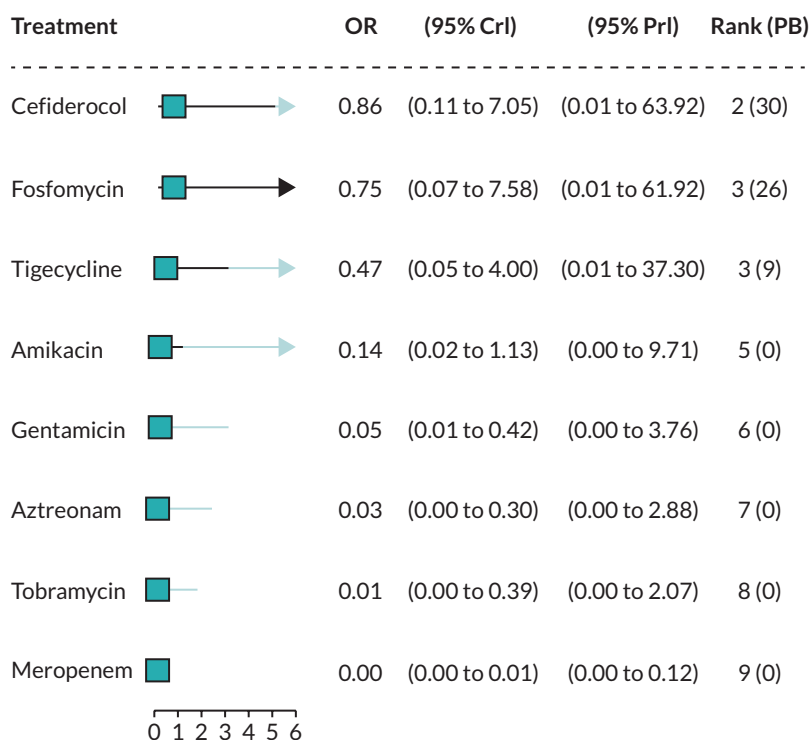 Treatment OR (95% Crl) (95% Prl) Rank (PB)
Cefiderocol 0.86 (0.11 to 7.05) (0.01 to 63.92) 2 (30)
Fosfomycin 0.75 (0.07 to 7.58) (0.01 to 61.92) 3 (26)
Tigecycline 0.47 (0.05 to 4.00) (0.01 to 37.30) 3 (9)
Amikacin 0.14 (0.02 to 1.13) (0.00 to 9.71) 5 (0)
Gentamicin 0.05 (0.01 to 0.42) (0.00 to 3.76) 6 (0)
Aztreonam 0.03 (0.00 to 0.30) (0.00 to 2.88) 7 (0)
Tobramycin 0.01 (0.00 to 0.39) (0.00 to 2.07) 8 (0)
Meropenem 0.00 (0.00 to 0.01) (0.00 to 0.12) 9 (0)
0 1 2 3 4 5 6